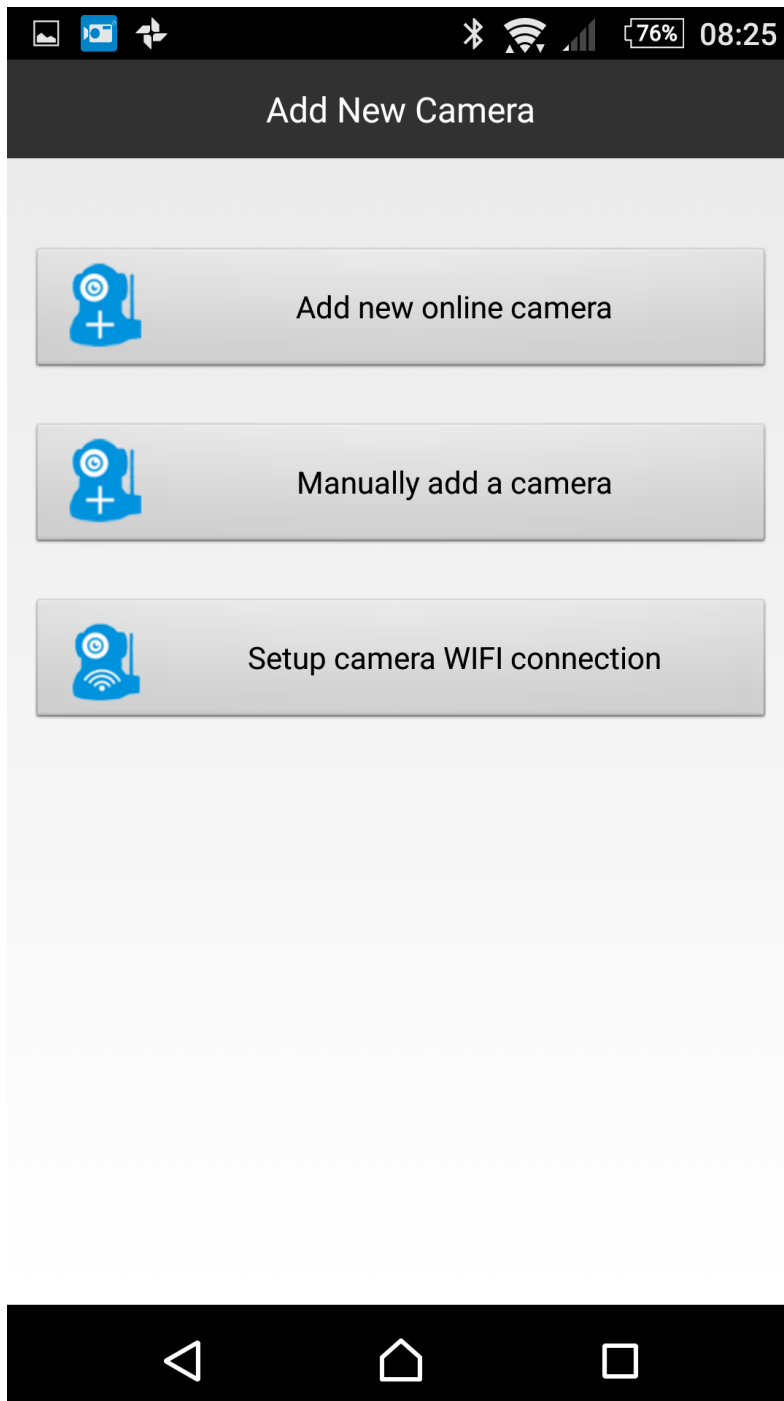 76% 08:25
Add New Camera
Add new online camera
Manually add a camera
Setup camera WIFI connection